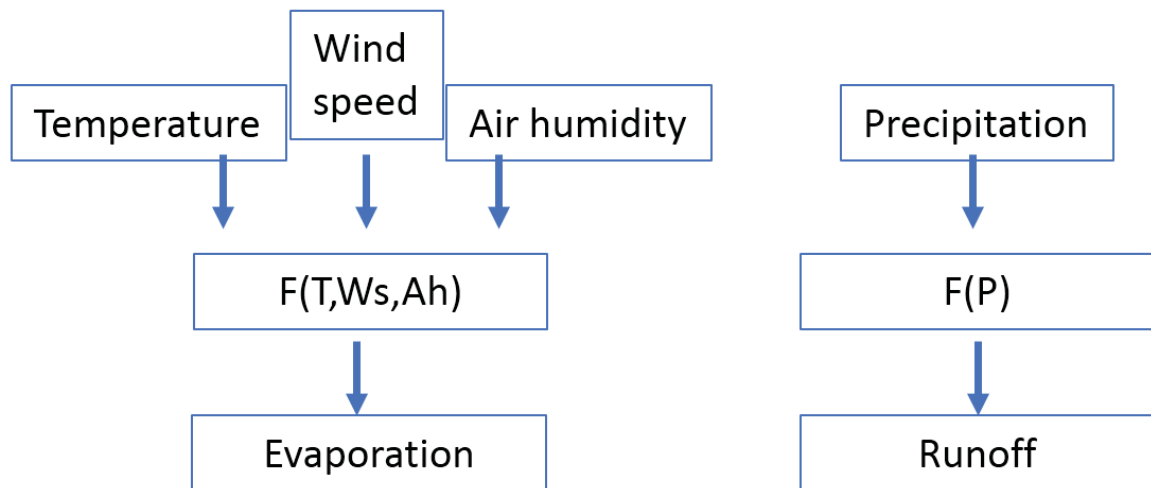 Wind
speed
Temperature
Air humidity
Precipitation
F(T,Ws,Ah)
F(P)
Evaporation
Runoff